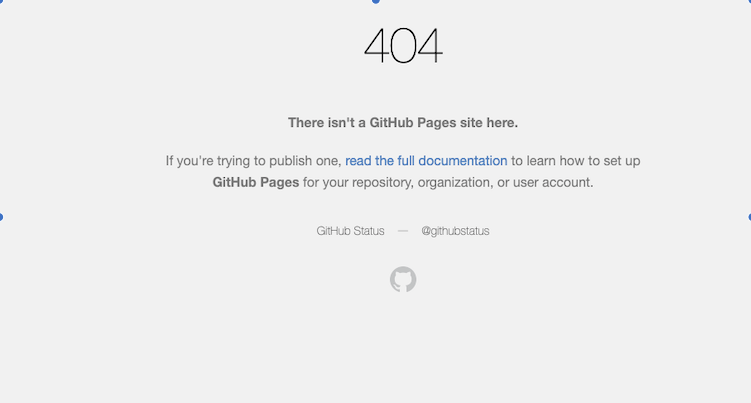 404
There isn't a GitHub Pages site here.
If you're trying to publish one, read the full documentation to learn how to set up
GitHub Pages for your repository, organization, or user account.
GitHub Status — @githubstatus